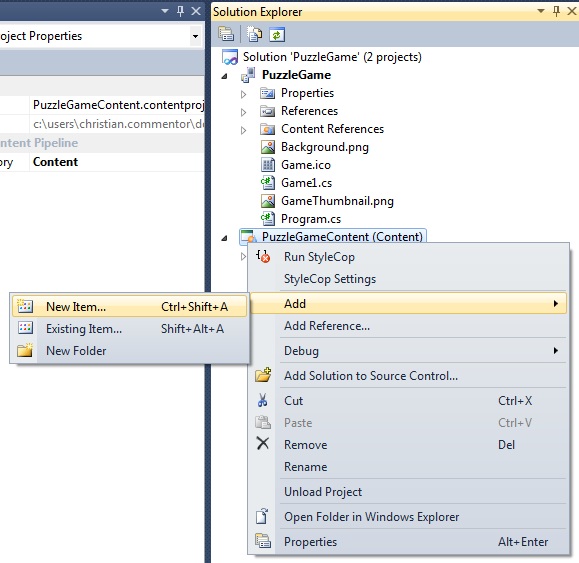 Solution Explorer
oject Properties
PuzzleGameContent.contentproj
c:\users\christian.commentor\de
ntent Pipeline
ory Content
Solution 'PuzzleGame' (2 projects)
PuzzleGame
Properties
References
Content References
Background.png
Game.ico
Game1.cs
GameThumbnail.png
Program.cs
PuzzleGameContent (Content)
Run StyleCop
StyleCop Settings
Add
Add Reference...
Debug
Add Solution to Source Control...
Cut Ctrl+X
Paste Ctrl+V
Remove Del
Rename
Unload Project
Open Folder in Windows Explorer
Properties Alt+Enter
New Item... Ctrl+Shift+A
Existing Item... Shift+Alt+A
New Folder